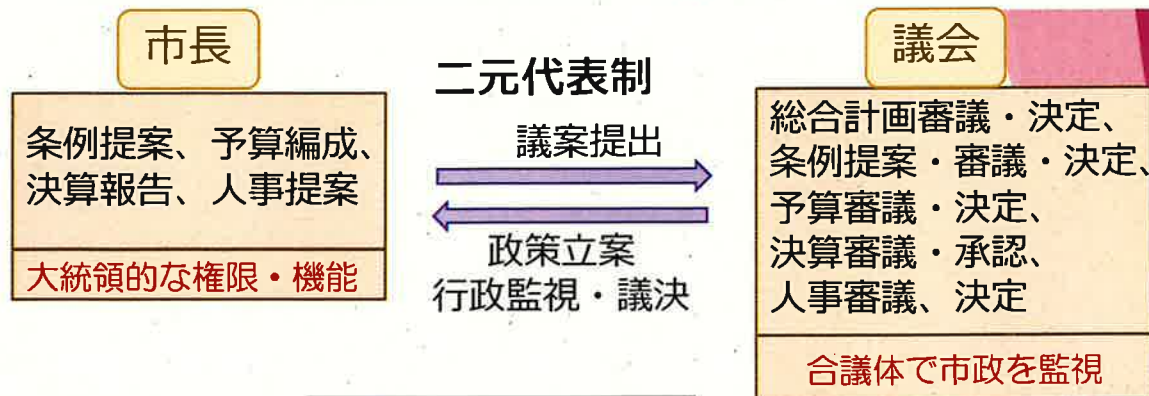 市長
条例提案、予算編成、
決算報告、人事提案
大統領的な権限・機能
二元代表制
議案提出
政策立案
行政監視・議決
議会
総合計画審議・決定、
条例提案・審議・決定、
予算審議・決定、
決算審議・承認、
人事審議、決定
合議体で市政を監視